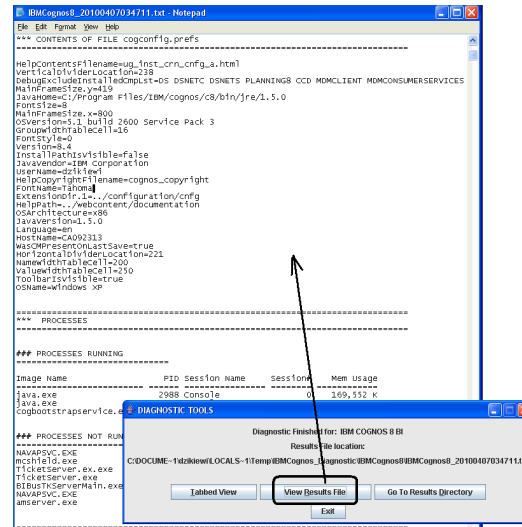 IBMCognos8_20100407034711.txt - Notepad
File Edit Format View Help
*** CONTENTS OF FILE cogconfig.prefs
HelpContentsFilename=ug_inst_crn_cnfg_a.html
VerticalDividerLocation=238
DebugExcludeInstalledCmpLst=DS DSNETC DSNETS PLANNING8 CCD MDMCLIENT MDMCONSUMERSERVICES
MainFrameSize.y=419
JavaHome=C:/Program Files/IBM/cognos/c8/bin/jre/1.5.0
FontSize=8
MainFrameSize.x=800
OSVersion=5.1 build 2600 Service Pack 3
GroupWidthTableCell=16
FontStyle=0
Version=8.4
InstallPathIsVisible=false
JavaVendor=IBM Corporation
UserName=dzikiewi
HelpCopyrightFilename=cognos_copyright
FontName=Tahoma
ExtensionDir.1=../configuration/cnfg
HelpPath=../webcontent/documentation
OSArchitecture=x86
JavaVersion=1.5.0
Language=en
HostName=CA092313
WasCMPresentOnLastSave=true
HorizontalDividerLocation=221
NameWidthTableCell=200
ValueWidthTableCell=250
ToolbarIsVisible=true
OSName=Windows XP
*** PROCESSES
### PROCESSES RUNNING
Image Name PID Session Name Session# Mem Usage
java.exe 2988 Console 0 169,552 K
java.exe
cogbootstrapservice.e
### PROCESSES NOT RUN
NAVAPSVC.EXE
mcshield.exe
TicketServer.ex.exe
TicketServer.exe
BIBusTKServerMain.exe
NAVAPSVC.EXE
amserver.exe
DIAGNOSTIC TOOLS
Diagnostic Finished for: IBM COGNOS 8 BI
Results File location:
C:\DOCUME~1\dzikiewi\LOCALS~1\Temp\IBMCognos_Diagnostic\IBMCognos8\IBMCognos8_20100407034711.t
Tabbed View View Results File Go To Results Directory
Exit